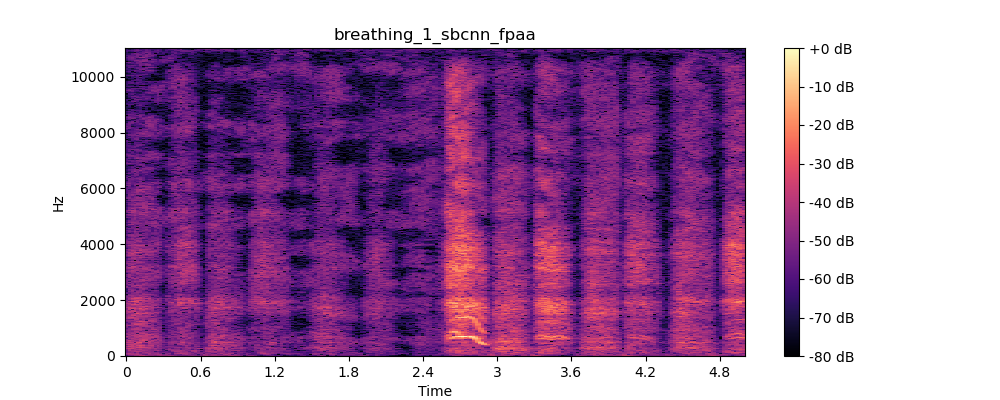 breathing_1_sbcnn_fpaa
Hz
10000
8000
6000
4000
2000
0
0 0.6 1.2 1.8 2.4 3 3.6 4.2 4.8
Time
+0 dB
-10 dB
-20 dB
-30 dB
-40 dB
-50 dB
-60 dB
-70 dB
-80 dB